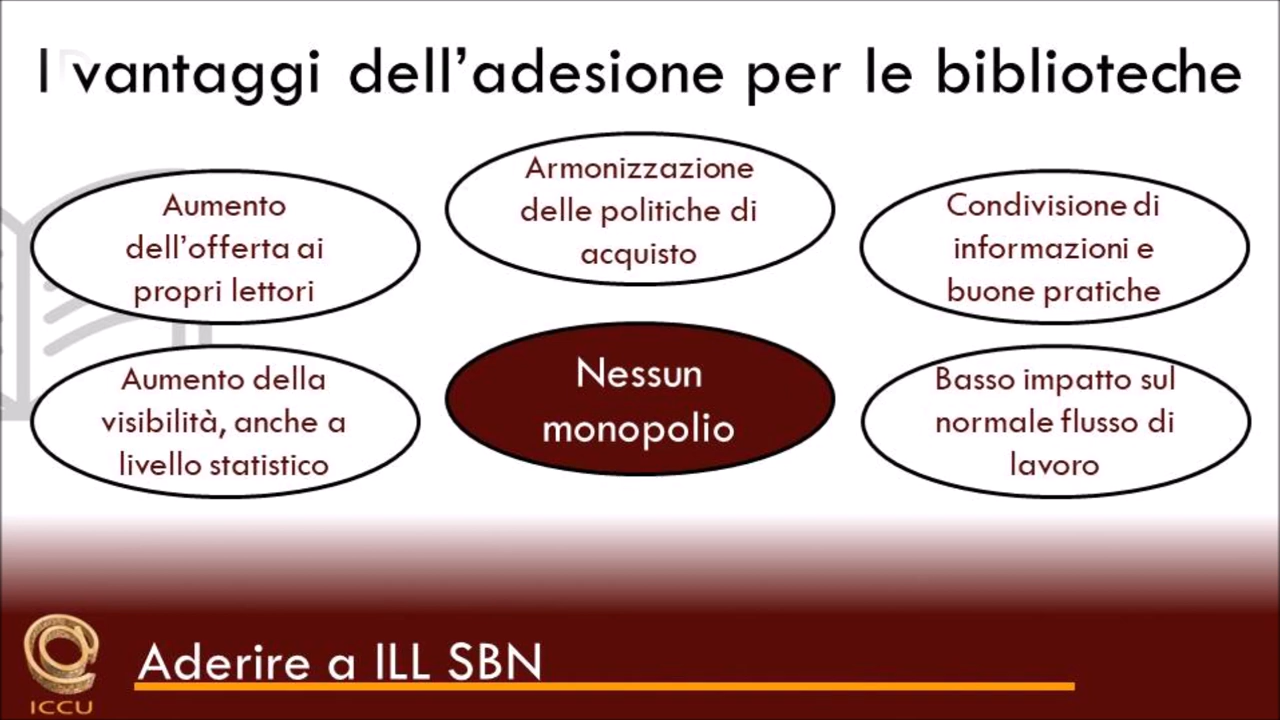 I vantaggi dell’adesione per le biblioteche
Aumento
dell’offerta ai
propri lettori
Armonizzazione
delle politiche di
acquisto
Condivisione di
informazioni e
buone pratiche
Aumento della
visibilità, anche a
livello statistico
Nessun
monopolio
Basso impatto sul
normale flusso di
lavoro
Aderire a ILL SBN
ICCU